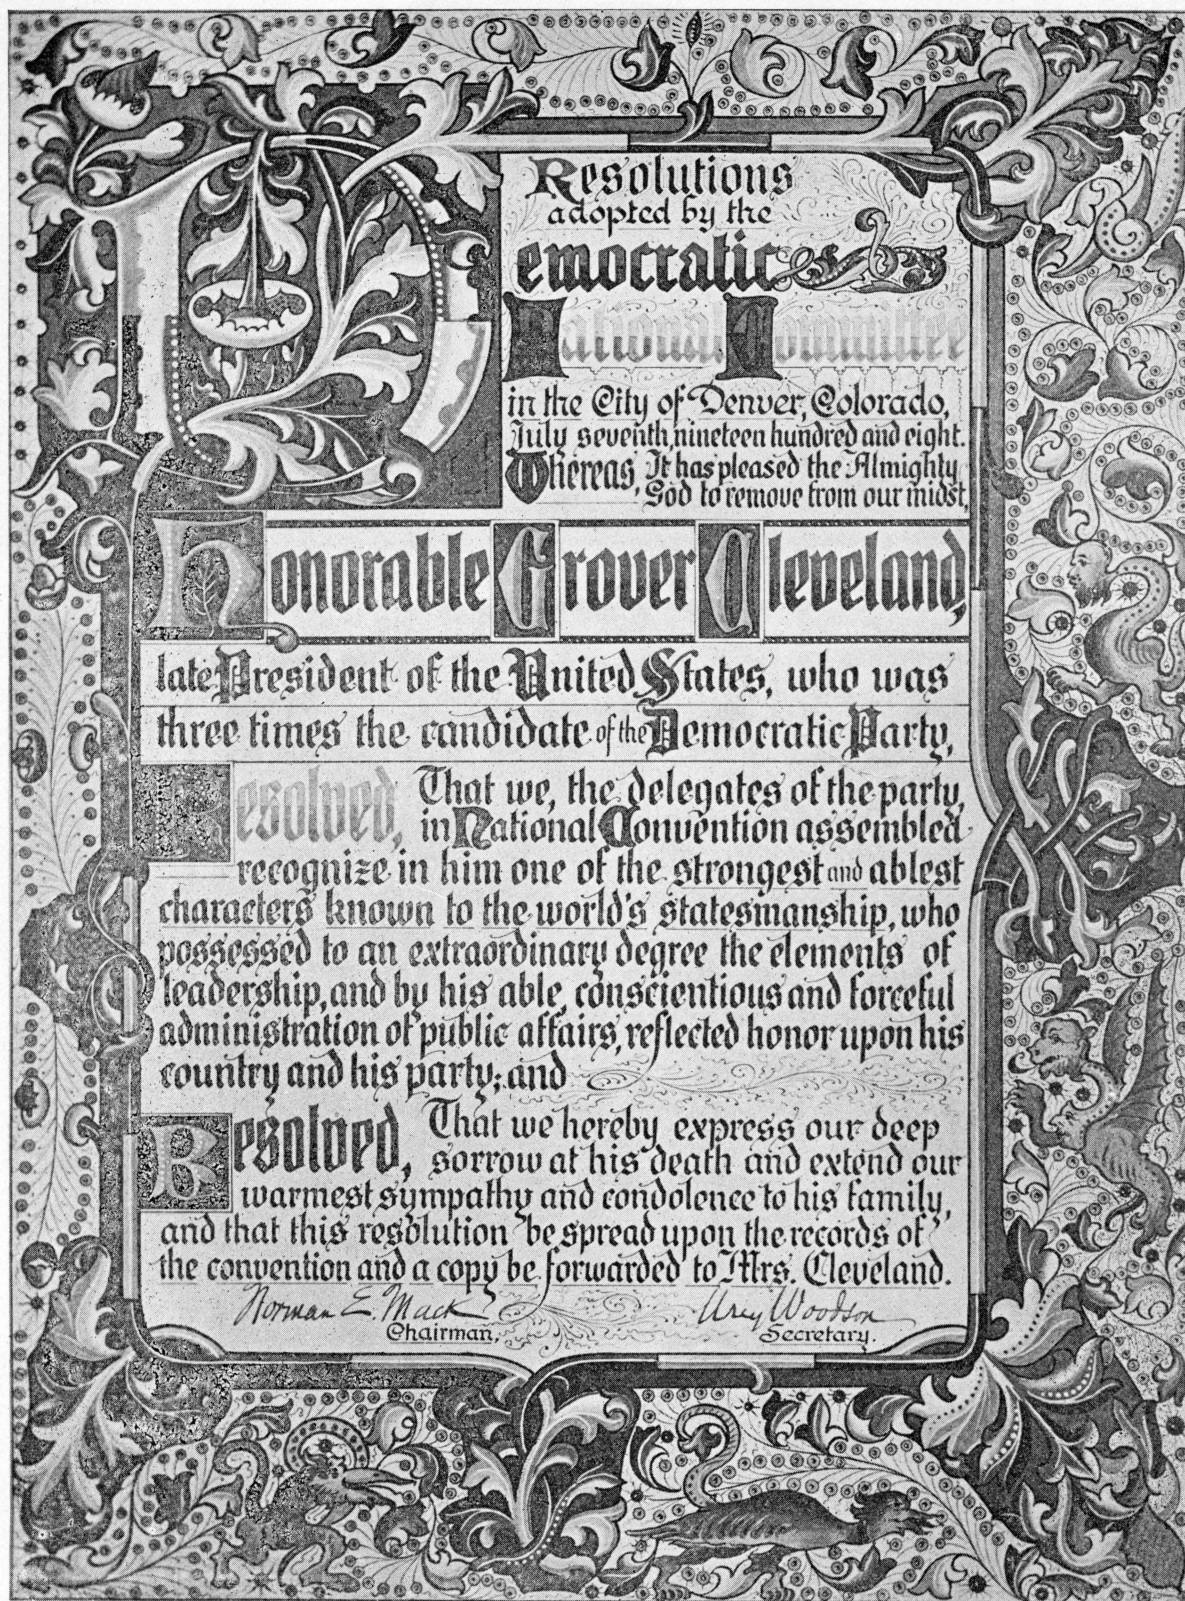 Resolutions
adopted by the
Democratic
National Committee
in the City of Denver, Colorado,
July seventh, nineteen hundred and eight.
Whereas, It has pleased the Almighty
God to remove from our midst,
Honorable Grover Cleveland,
late President of the United States, who was
three times the candidate of the Democratic Party,
Resolved, That we, the delegates of the party,
in National Convention assembled
recognize in him one of the strongest and ablest
characters known to the world's statesmanship, who
possessed to an extraordinary degree the elements of
leadership, and by his able, conscientious and forceful
administration of public affairs, reflected honor upon his
country and his party; and
Resolved, That we hereby express our deep
sorrow at his death and extend our
warmest sympathy and condolence to his family,
and that this resolution be spread upon the records of
the convention and a copy be forwarded to Mrs. Cleveland.
Norman E. Mack Urey Woodson
Chairman, Secretary.